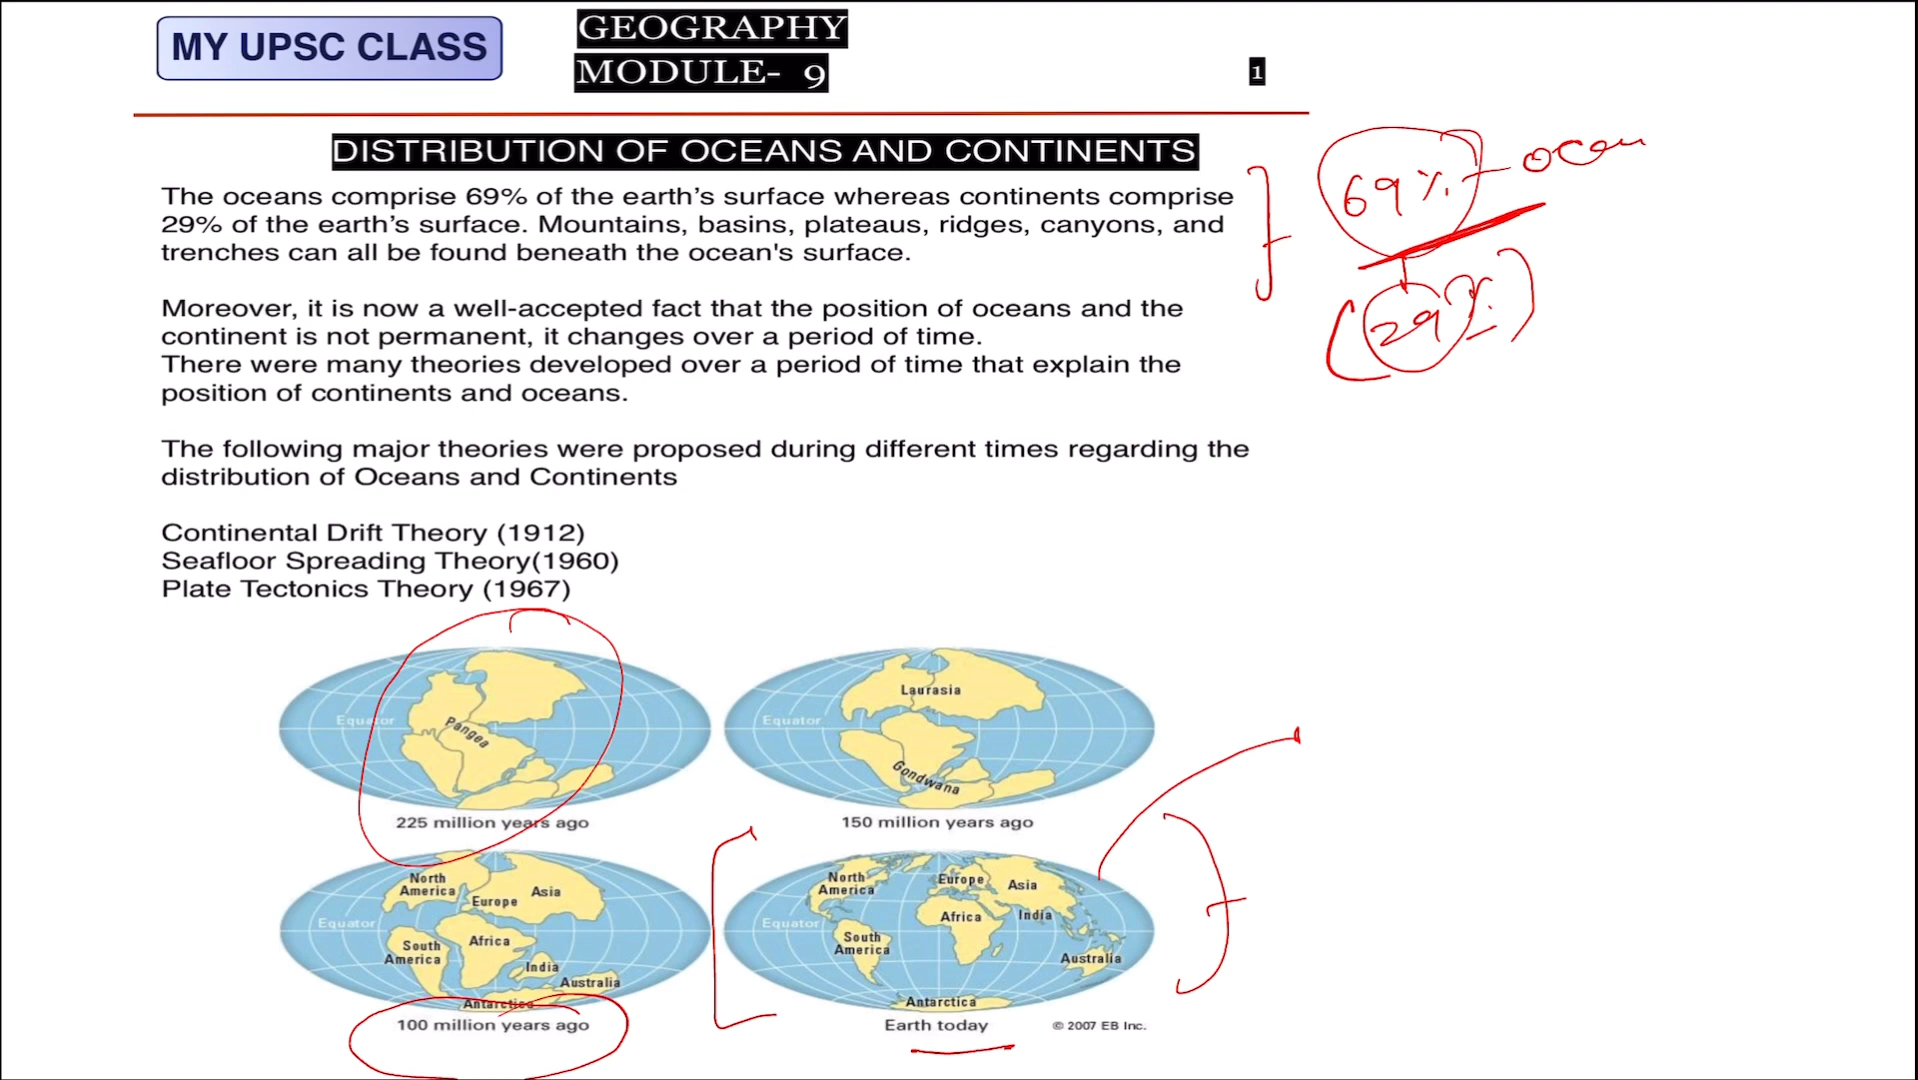 MY UPSC CLASS
GEOGRAPHY
MODULE- 9
1
DISTRIBUTION OF OCEANS AND CONTINENTS
The oceans comprise 69% of the earth's surface whereas continents comprise
29% of the earth's surface. Mountains, basins, plateaus, ridges, canyons, and
trenches can all be found beneath the ocean's surface.
69% - ocean
(29%)
Moreover, it is now a well-accepted fact that the position of oceans and the
continent is not permanent, it changes over a period of time.
There were many theories developed over a period of time that explain the
position of continents and oceans.
The following major theories were proposed during different times regarding the
distribution of Oceans and Continents
Continental Drift Theory (1912)
Seafloor Spreading Theory(1960)
Plate Tectonics Theory (1967)
Equator
Pangea
225 million years ago
Laurasia
Equator
Gondwana
150 million years ago
North
America
Europe
Asia
Equator
South
America
Africa
India
Australia
Antarctica
100 million years ago
North
America
Europe
Asia
Equator
Africa
India
South
America
Australia
Antarctica
Earth today
© 2007 EB Inc.